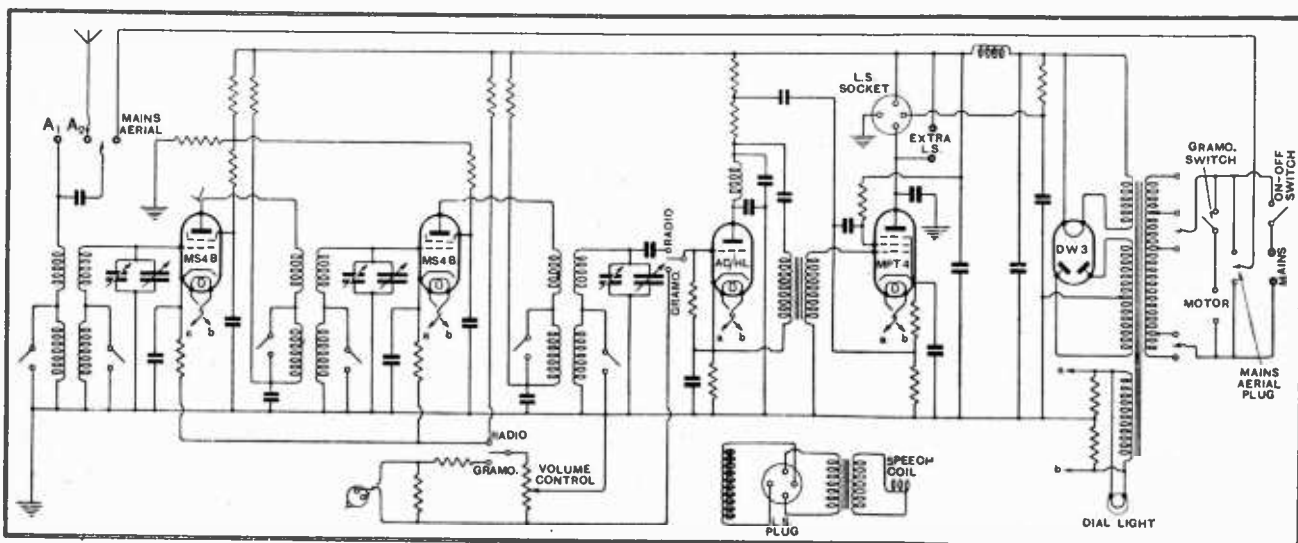 A1
A2
MAINS
AERIAL
MS4B
a b
MS4B
a b
RADIO
GRAMO.
AC/HL
a b
L.S.
SOCKET
EXTRA
L.S.
MPT4
a b
DW3
GRAMO.
SWITCH
ON-OFF
SWITCH
MAINS
MOTOR
MAINS
AERIAL
PLUG
a
b
DIAL LIGHT
RADIO
GRAMO.
VOLUME
CONTROL
L.S.
PLUG
SPEECH
COIL